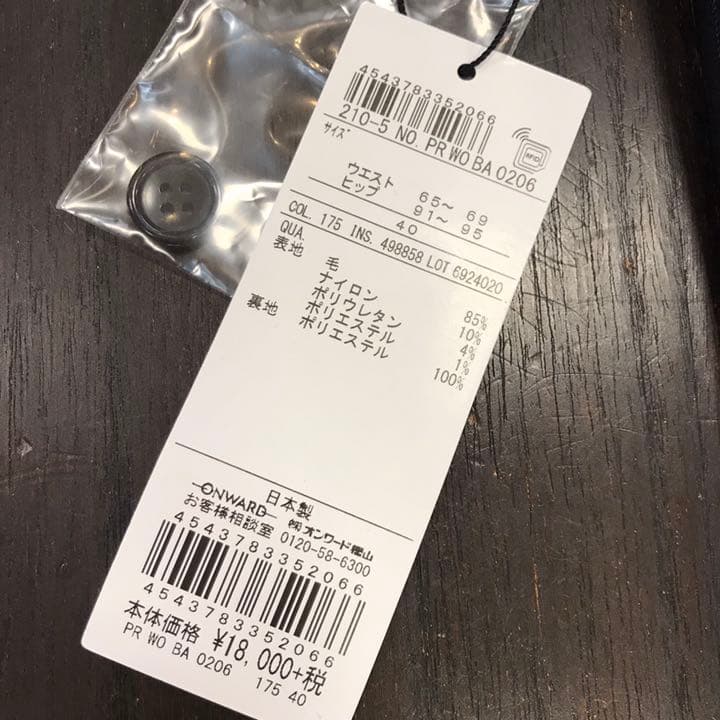 4543783352066
210-5 NO. PRWOBA 0206
RFID
サイズ
ウエスト 65～ 69
ヒップ 91～ 95
40
COL. 175 INS. 498858 LOT 6924020
QUA.
表地 毛 85%
ナイロン 10%
ポリウレタン 4%
ポリエステル 1%
裏地 ポリエステル 100%
日本製
ONWARD ㈱オンワード樫山
お客様相談室 0120-58-6300
4543783352066
4543783352066
本体価格 ¥18,000+税
PR WO BA 0206 175 40